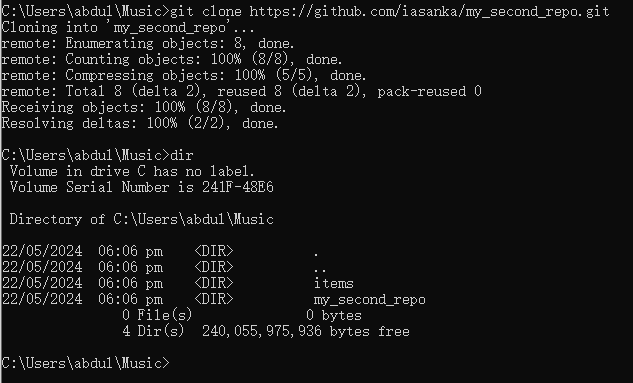 C:\Users\abdul\Music>git clone https://github.com/iasanka/my_second_repo.git
Cloning into 'my_second_repo'...
remote: Enumerating objects: 8, done.
remote: Counting objects: 100% (8/8), done.
remote: Compressing objects: 100% (5/5), done.
remote: Total 8 (delta 2), reused 8 (delta 2), pack-reused 0
Receiving objects: 100% (8/8), done.
Resolving deltas: 100% (2/2), done.
C:\Users\abdul\Music>dir
Volume in drive C has no label.
Volume Serial Number is 241F-48E6
Directory of C:\Users\abdul\Music
22/05/2024 06:06 pm <DIR> .
22/05/2024 06:06 pm <DIR> ..
22/05/2024 06:06 pm <DIR> items
22/05/2024 06:06 pm <DIR> my_second_repo
0 File(s) 0 bytes
4 Dir(s) 240,055,975,936 bytes free
C:\Users\abdul\Music>